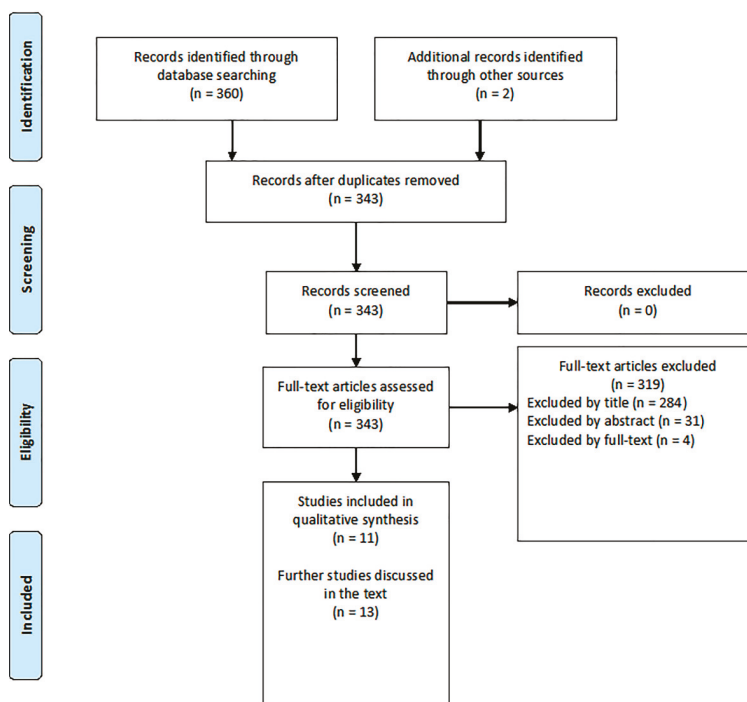 Identification
Records identified through
database searching
(n = 360)
Additional records identified
through other sources
(n = 2)
Records after duplicates removed
(n = 343)
Screening
Records screened
(n = 343)
Records excluded
(n = 0)
Eligibility
Full-text articles assessed
for eligibility
(n = 343)
Full-text articles excluded
(n = 319)
Excluded by title (n = 284)
Excluded by abstract (n = 31)
Excluded by full-text (n = 4)
Included
Studies included in
qualitative synthesis
(n = 11)
Further studies discussed
in the text
(n = 13)